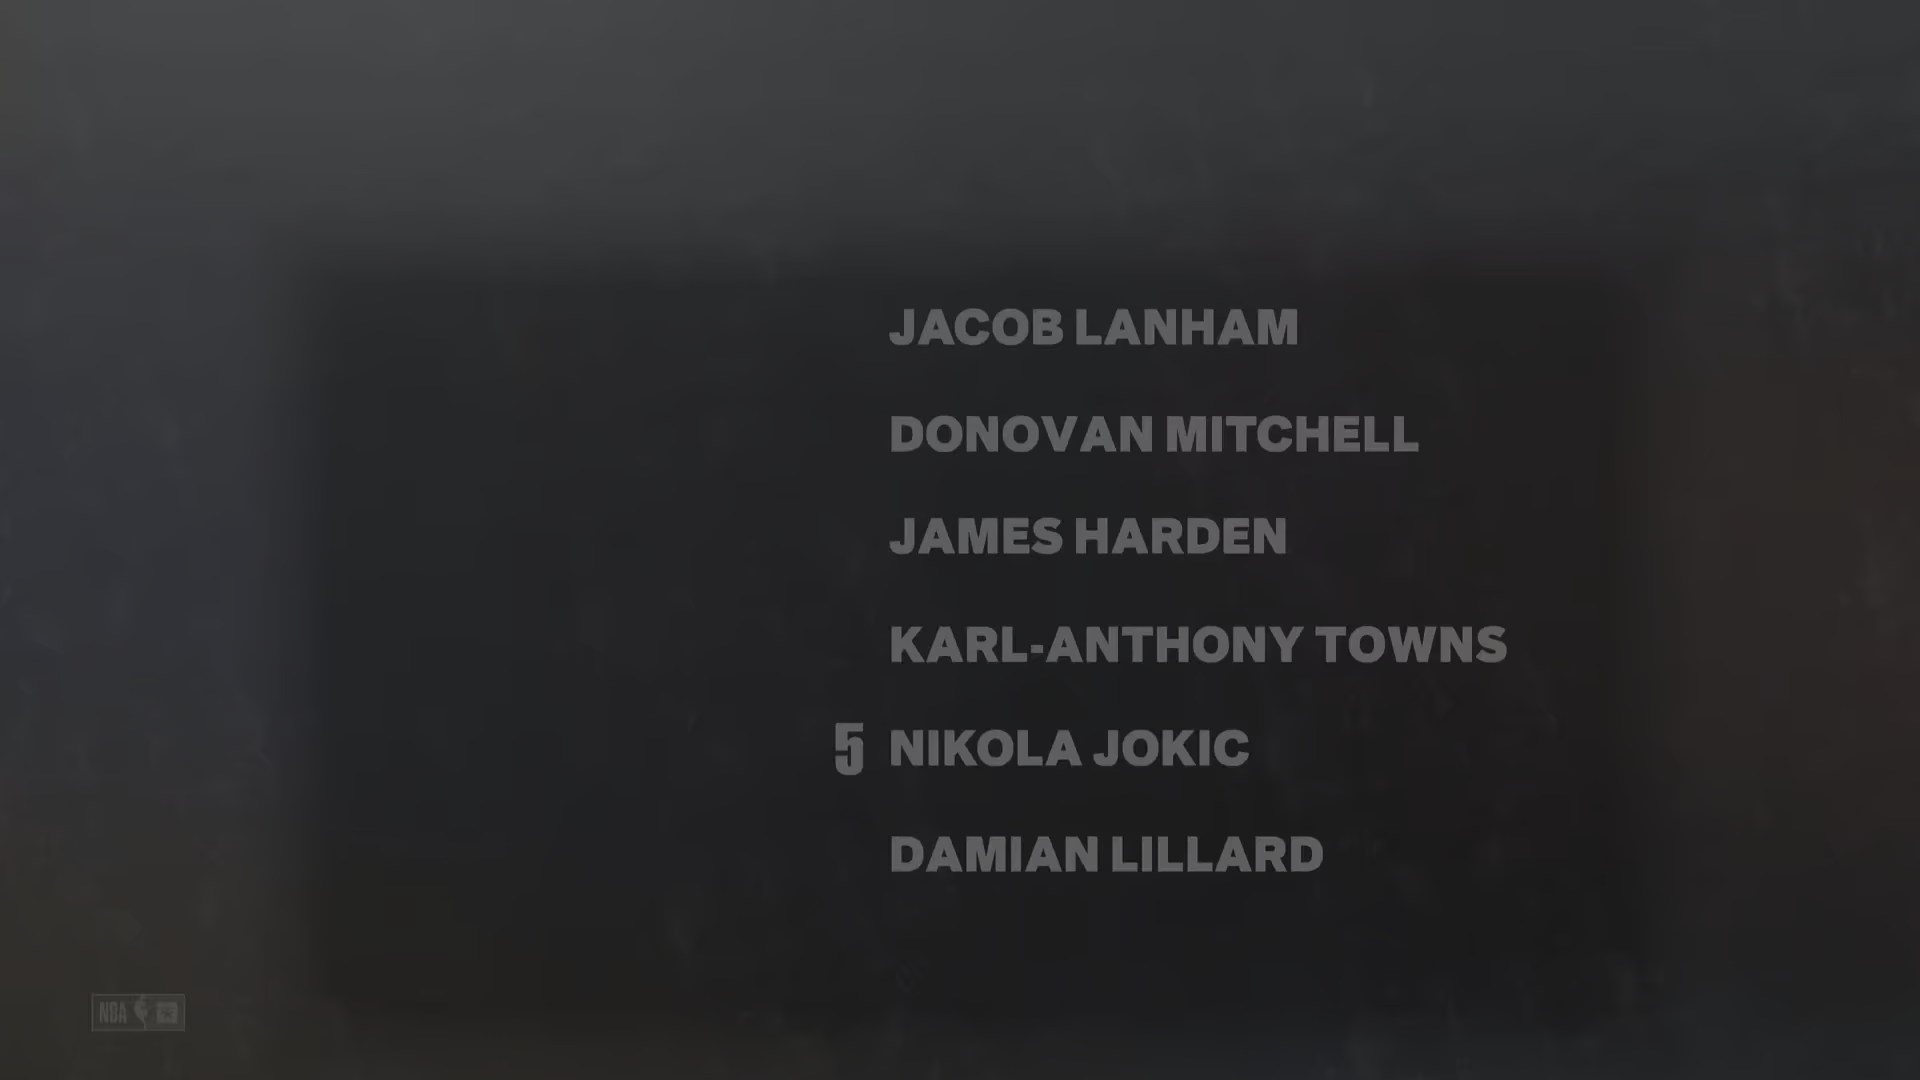 JACOB LANHAM
DONOVAN MITCHELL
JAMES HARDEN
KARL-ANTHONY TOWNS
5 NIKOLA JOKIC
DAMIAN LILLARD
NBA